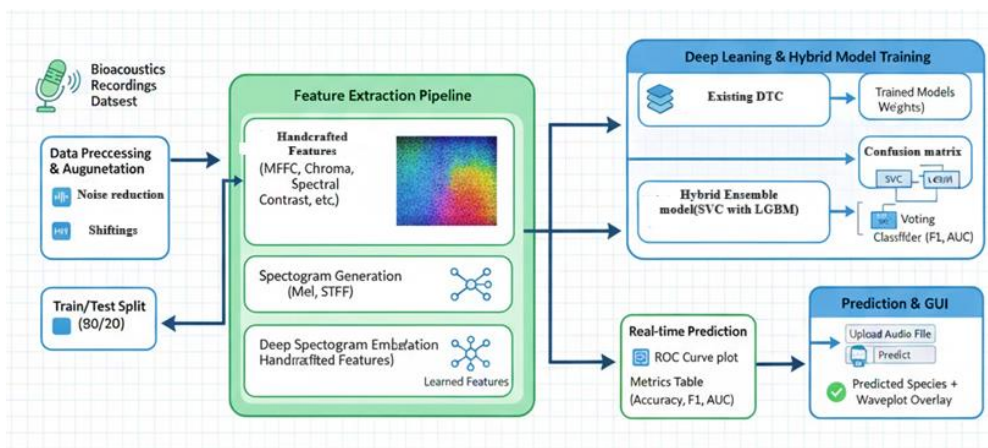 Bioacoustics
Recordings
Datsest
Data Preccessing
& Augunetation
Noise reduction
Shiftings
Train/Test Split
(80/20)
Feature Extraction Pipeline
Handcrafted
Features
(MFFC, Chroma,
Spectral
Contrast, etc.)
Spectogram Generation
(Mel, STFF)
Deep Spectogram
Handcrafted Features)
Learned Features
Deep Leaning & Hybrid Model Training
Existing DTC
Trained Models
Weights)
Confusion matrix
SVC
Hybrid Ensemble
model(SVC with LGBM)
Voting
(F1, AUC)
Real-time Prediction
ROC Curve plot
Metrics Table
(Accuracy, F1, AUC)
Prediction & GUI
Upload Audio File
Predict
Predicted Species +
Waveplot Overlay